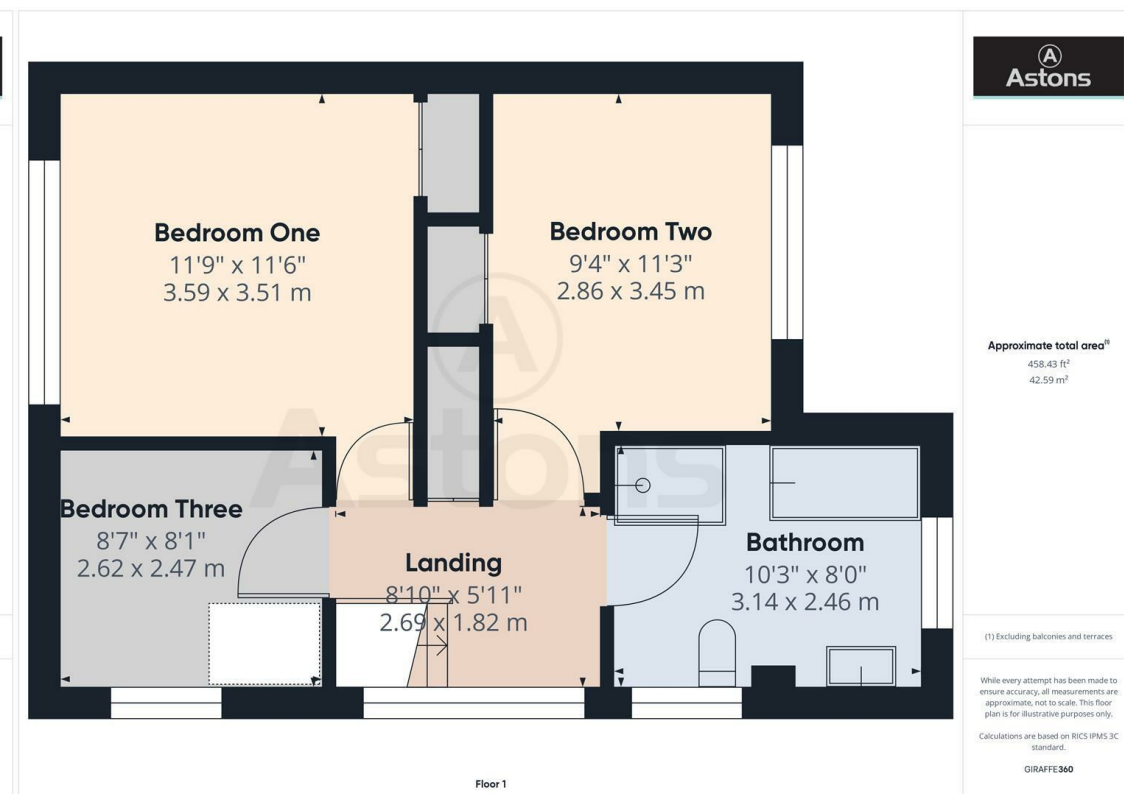 Astons
Bedroom One
11'9" x 11'6"
3.59 x 3.51 m
Bedroom Two
9'4" x 11'3"
2.86 x 3.45 m
Bedroom Three
8'7" x 8'1"
2.62 x 2.47 m
Landing
8'10" x 5'11"
2.69 x 1.82 m
Bathroom
10'3" x 8'0"
3.14 x 2.46 m
Astons
Floor 1
Approximate total area⁽¹⁾
458.43 ft²
42.59 m²
(1) Excluding balconies and terraces
While every attempt has been made to
ensure accuracy, all measurements are
approximate, not to scale. This floor
plan is for illustrative purposes only.
Calculations are based on RICS IPMS 3C
standard.
GIRAFFE360